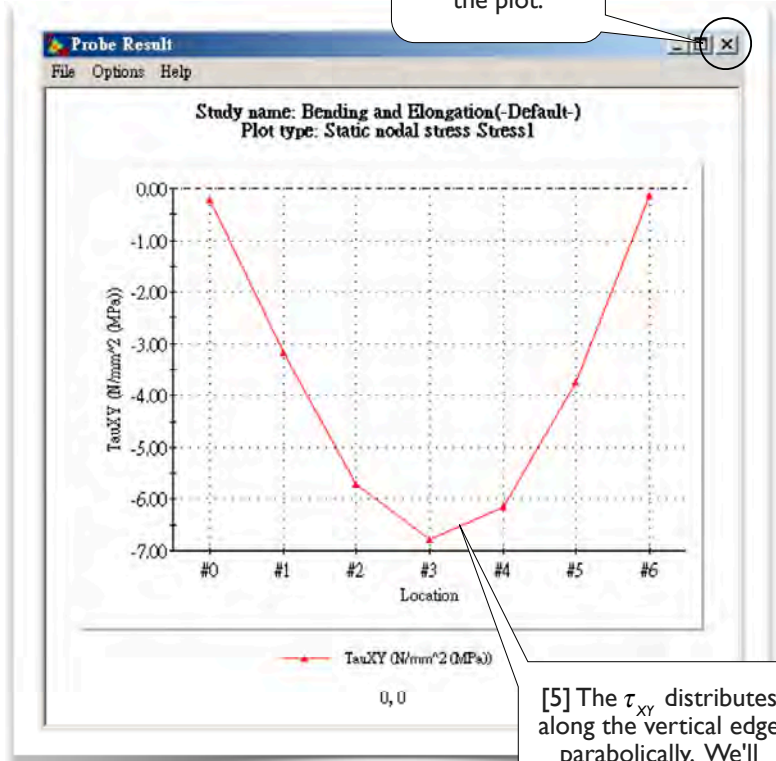 the plot.
Probe Result
File Options Help
Study name: Bending and Elongation(-Default-)
Plot type: Static nodal stress Stress1
0.00
-1.00
-2.00
-3.00
-4.00
-5.00
-6.00
-7.00
TauXY (N/mm^2 (MPa))
#0 #1 #2 #3 #4 #5 #6
Location
TauXY (N/mm^2 (MPa))
0, 0
[5] The τXY distributes
along the vertical edge
parabolically. We'll